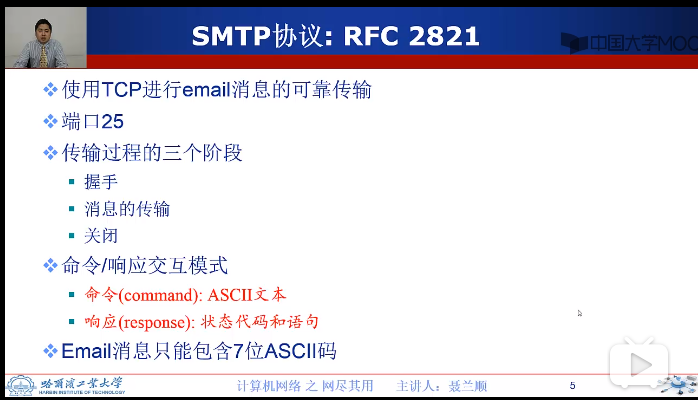 SMTP协议: RFC 2821
中国大学MOC
使用TCP进行email消息的可靠传输
端口25
传输过程的三个阶段
握手
消息的传输
关闭
命令/响应交互模式
命令(command): ASCII文本
响应(response): 状态代码和语句
Email消息只能包含7位ASCII码
哈尔滨工业大学
HARBIN INSTITUTE OF TECHNOLOGY
计算机网络 之 网尽其用
主讲人：聂兰顺
5